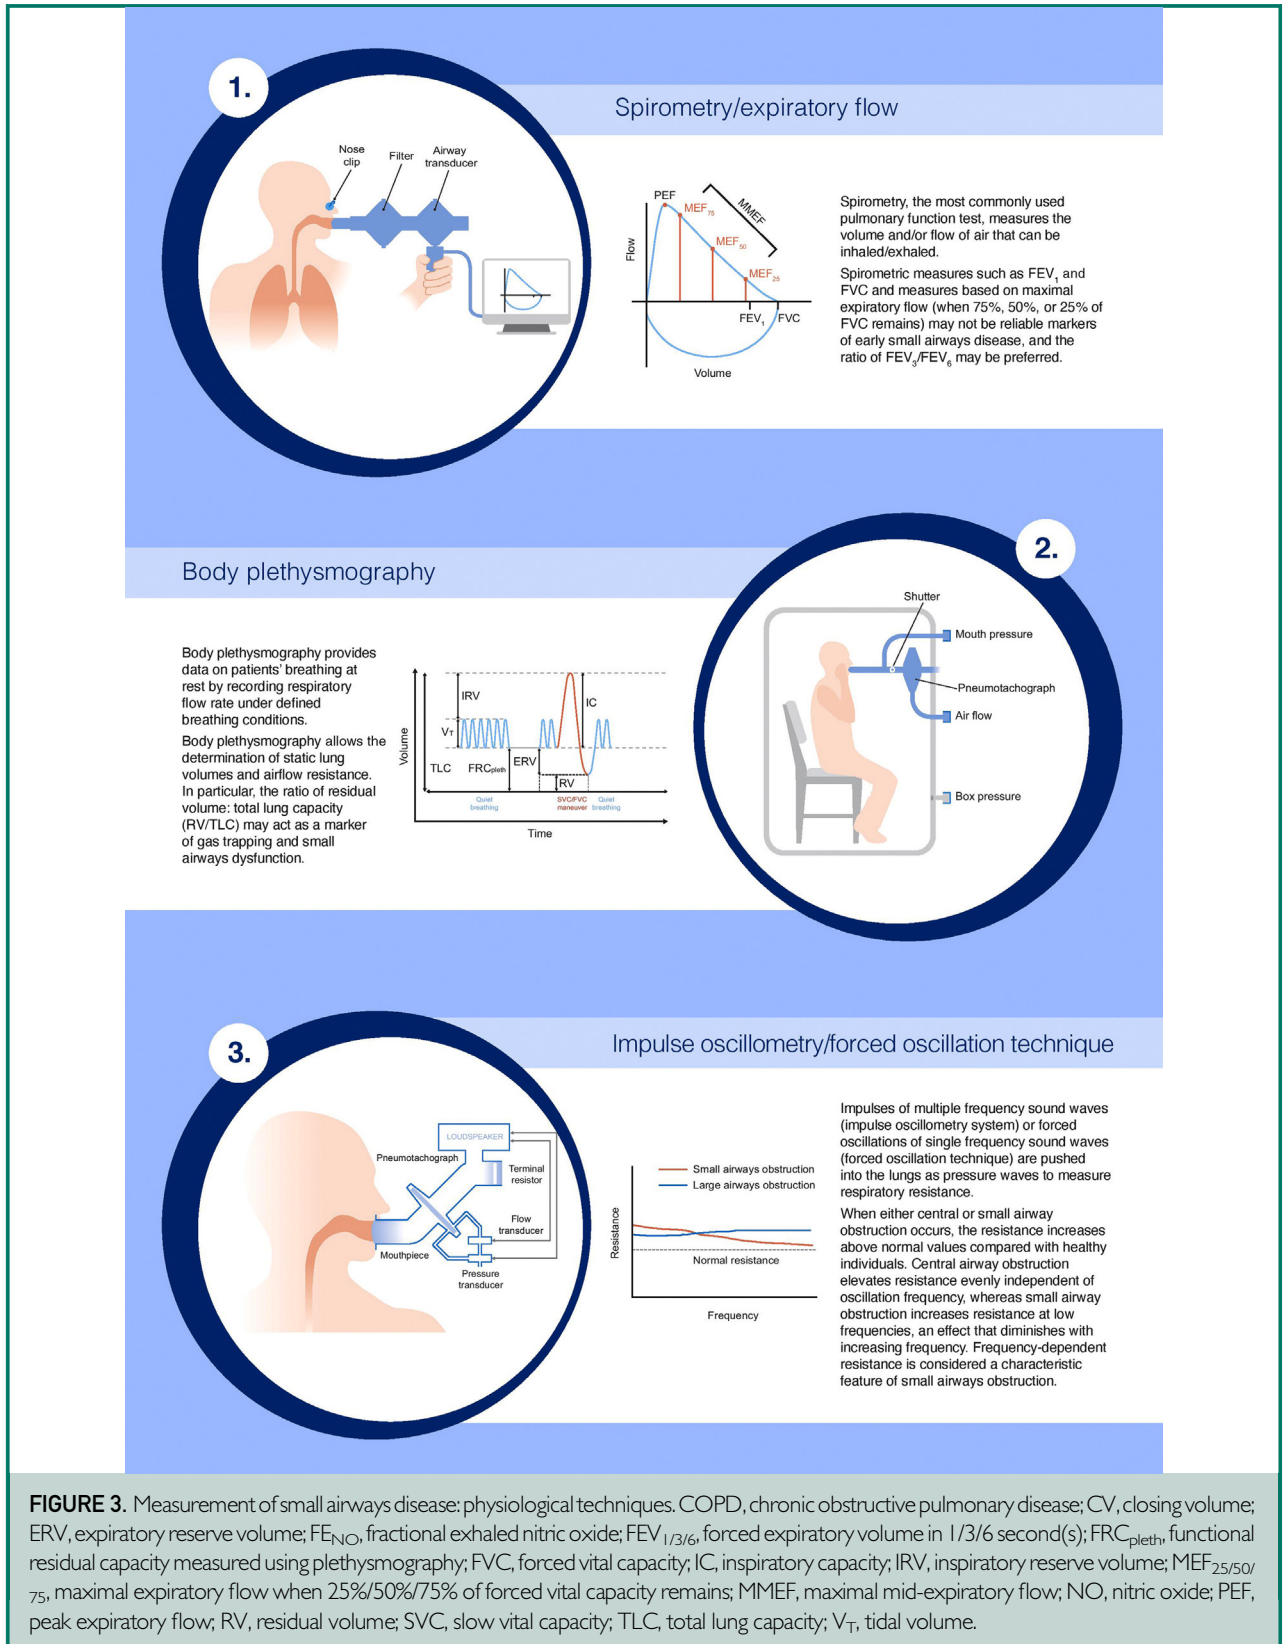 1.
Spirometry/expiratory flow
Nose
clip
Filter
Airway
transducer
PEF
MEF75
MMEF
MEF50
MEF25
Flow
FEV1
FVC
Volume
Spirometry, the most commonly used
pulmonary function test, measures the
volume and/or flow of air that can be
inhaled/exhaled.
Spirometric measures such as FEV1 and
FVC and measures based on maximal
expiratory flow (when 75%, 50%, or 25% of
FVC remains) may not be reliable markers
of early small airways disease, and the
ratio of FEV3/FEV6 may be preferred.
2.
Body plethysmography
Body plethysmography provides
data on patients' breathing at
rest by recording respiratory
flow rate under defined
breathing conditions.
Body plethysmography allows the
determination of static lung
volumes and airflow resistance.
In particular, the ratio of residual
volume: total lung capacity
(RV/TLC) may act as a marker
of gas trapping and small
airways dysfunction.
Volume
IRV
IC
VT
TLC
FRCpleth
ERV
RV
Quiet
breathing
SVC/FVC
maneuver
Quiet
breathing
Time
Shutter
Mouth pressure
Pneumotachograph
Air flow
Box pressure
3.
Impulse oscillometry/forced oscillation technique
LOUDSPEAKER
Pneumotachograph
Terminal
resistor
Flow
transducer
Mouthpiece
Pressure
transducer
Small airways obstruction
Large airways obstruction
Resistance
Normal resistance
Frequency
Impulses of multiple frequency sound waves
(impulse oscillometry system) or forced
oscillations of single frequency sound waves
(forced oscillation technique) are pushed
into the lungs as pressure waves to measure
respiratory resistance.
When either central or small airway
obstruction occurs, the resistance increases
above normal values compared with healthy
individuals. Central airway obstruction
elevates resistance evenly independent of
oscillation frequency, whereas small airway
obstruction increases resistance at low
frequencies, an effect that diminishes with
increasing frequency. Frequency-dependent
resistance is considered a characteristic
feature of small airways obstruction.
FIGURE 3. Measurement of small airways disease: physiological techniques. COPD, chronic obstructive pulmonary disease; CV, closing volume;
ERV, expiratory reserve volume; FENO, fractional exhaled nitric oxide; FEV1/3/6, forced expiratory volume in 1/3/6 second(s); FRCpleth, functional
residual capacity measured using plethysmography; FVC, forced vital capacity; IC, inspiratory capacity; IRV, inspiratory reserve volume; MEF25/50/
75, maximal expiratory flow when 25%/50%/75% of forced vital capacity remains; MMEF, maximal mid-expiratory flow; NO, nitric oxide; PEF,
peak expiratory flow; RV, residual volume; SVC, slow vital capacity; TLC, total lung capacity; VT, tidal volume.